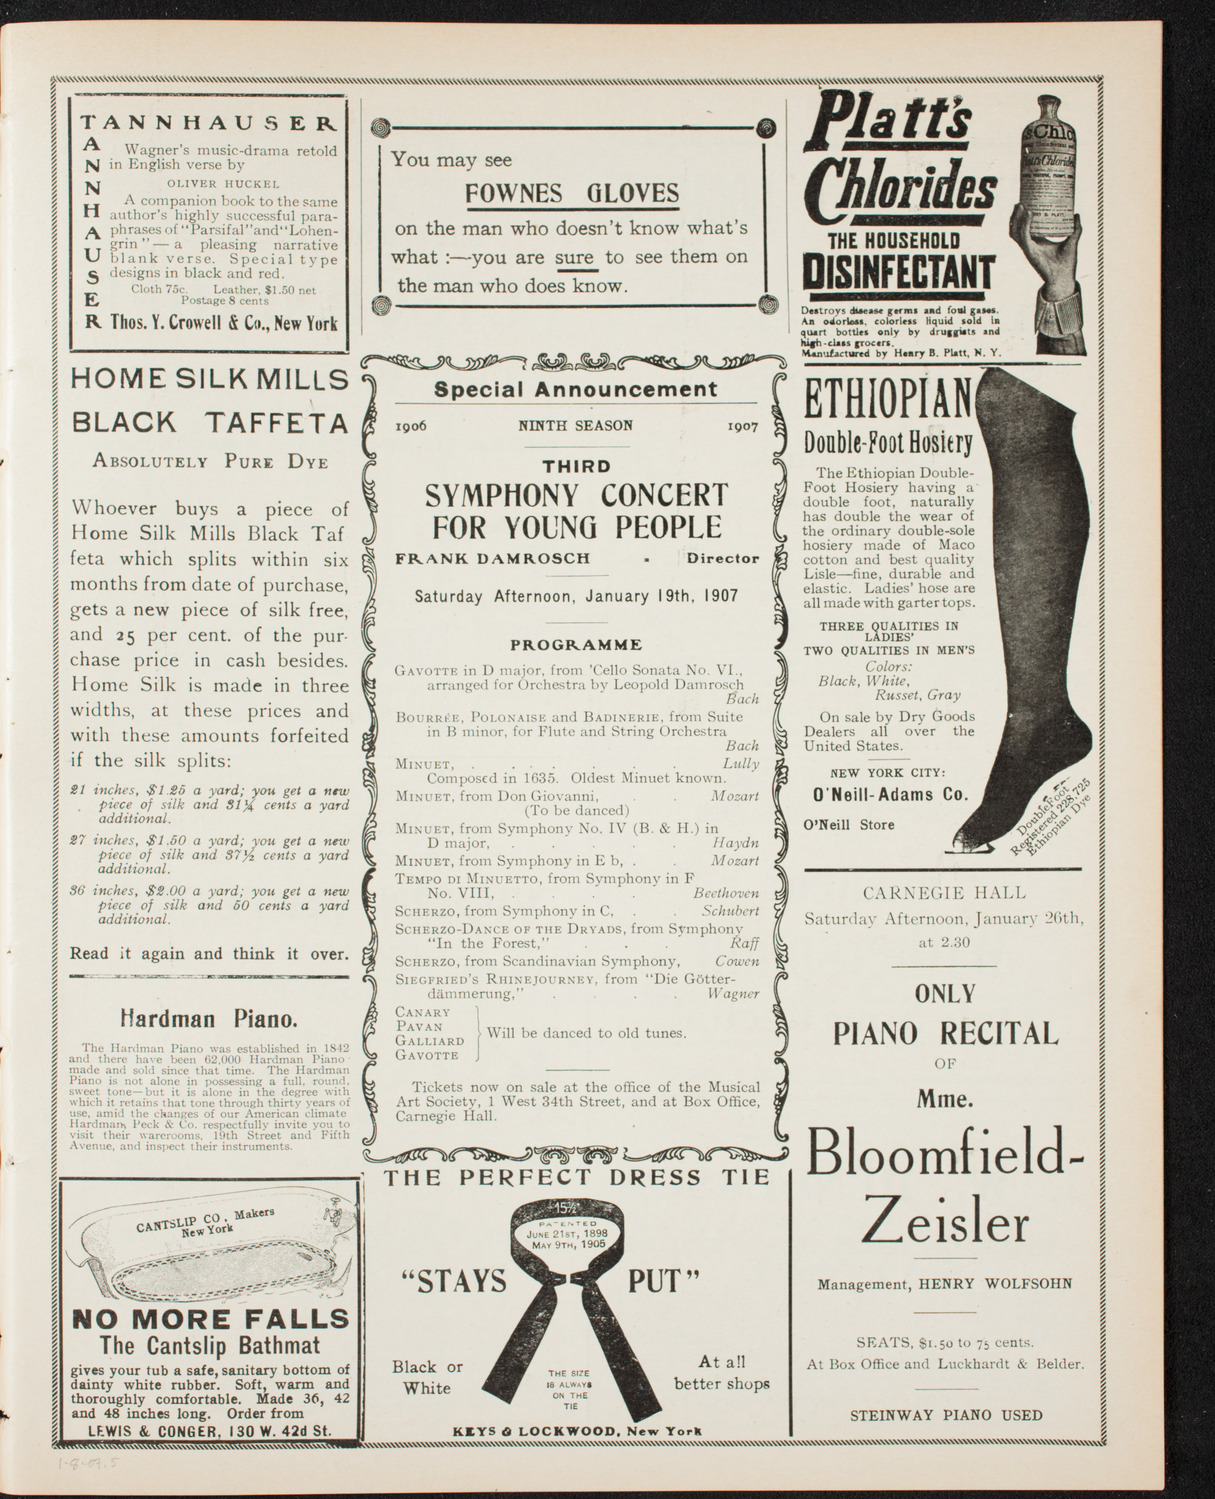 TANNHAUSER
TANNHAUSER
Wagner's music-drama retold
in English verse by
OLIVER HUCKEL
A companion book to the same
author's highly successful para-
phrases of "Parsifal" and "Lohen-
grin" — a pleasing narrative
blank verse. Special type
designs in black and red.
Cloth 75c. Leather, $1.50 net
Postage 8 cents
Thos. Y. Crowell & Co., New York
HOME SILK MILLS
BLACK TAFFETA
ABSOLUTELY PURE DYE
Whoever buys a piece of
Home Silk Mills Black Taf
feta which splits within six
months from date of purchase,
gets a new piece of silk free,
and 25 per cent. of the pur-
chase price in cash besides.
Home Silk is made in three
widths, at these prices and
with these amounts forfeited
if the silk splits:
21 inches, $1.25 a yard; you get a new
piece of silk and 31¼ cents a yard
additional.
27 inches, $1.50 a yard; you get a new
piece of silk and 37½ cents a yard
additional.
36 inches, $2.00 a yard; you get a new
piece of silk and 50 cents a yard
additional.
Read it again and think it over.
Hardman Piano.
The Hardman Piano was established in 1842
and there have been 62,000 Hardman Piano
made and sold since that time. The Hardman
Piano is not alone in possessing a full, round,
sweet tone—but it is alone in the degree with
which it retains that tone through thirty years of
use, amid the changes of our American climate
Hardman, Peck & Co. respectfully invite you to
visit their warerooms, 19th Street and Fifth
Avenue, and inspect their instruments.
CANTSLIP CO, Makers
New York
NO MORE FALLS
The Cantslip Bathmat
gives your tub a safe, sanitary bottom of
dainty white rubber. Soft, warm and
thoroughly comfortable. Made 36, 42
and 48 inches long. Order from
LEWIS & CONGER, 130 W. 42d St.
You may see
FOWNES GLOVES
on the man who doesn't know what's
what :—you are sure to see them on
the man who does know.
Special Announcement
1906 NINTH SEASON 1907
THIRD
SYMPHONY CONCERT
FOR YOUNG PEOPLE
FRANK DAMROSCH - Director
Saturday Afternoon, January 19th, 1907
PROGRAMME
GAVOTTE in D major, from 'Cello Sonata No. VI.,
arranged for Orchestra by Leopold Damrosch
Bach
BOURRÉE, POLONAISE and BADINERIE, from Suite
in B minor, for Flute and String Orchestra
Bach
MINUET, . . . . . Lully
Composed in 1635. Oldest Minuet known.
MINUET, from Don Giovanni, . . Mozart
(To be danced)
MINUET, from Symphony No. IV (B. & H.) in
D major, . . . . Haydn
MINUET, from Symphony in E b, . . Mozart
TEMPO DI MINUETTO, from Symphony in F
No. VIII, . . . . Beethoven
SCHERZO, from Symphony in C, . . Schubert
SCHERZO-DANCE OF THE DRYADS, from Symphony
"In the Forest," . . . Raff
SCHERZO, from Scandinavian Symphony, Cowen
SIEGFRIED'S RHINEJOURNEY, from "Die Götter-
dämmerung," . . . . Wagner
CANARY
PAVAN
GALLIARD
GAVOTTE
Will be danced to old tunes.
Tickets now on sale at the office of the Musical
Art Society, 1 West 34th Street, and at Box Office,
Carnegie Hall.
THE PERFECT DRESS TIE
15½
PATENTED
JUNE 21ST, 1898
MAY 9TH, 1905
"STAYS PUT"
Black or
White
THE SIZE
IS ALWAYS
ON THE
TIE
At all
better shops
KEYS & LOCKWOOD, New York
Platt's
Chlorides
THE HOUSEHOLD
DISINFECTANT
Destroys disease germs and foul gases.
An odorless, colorless liquid sold in
quart bottles only by druggists and
high-class grocers.
Manufactured by Henry B. Platt, N. Y.
ETHIOPIAN
Double-Foot Hosiery
The Ethiopian Double-
Foot Hosiery having a
double foot, naturally
has double the wear of
the ordinary double-sole
hosiery made of Maco
cotton and best quality
Lisle—fine, durable and
elastic. Ladies' hose are
all made with garter tops.
THREE QUALITIES IN
LADIES'
TWO QUALITIES IN MEN'S
Colors:
Black, White,
Russet, Gray
On sale by Dry Goods
Dealers all over the
United States.
NEW YORK CITY:
O'Neill-Adams Co.
O'Neill Store
DoubleFoot
Registered 228,725
Ethiopian Dye
CARNEGIE HALL
Saturday Afternoon, January 26th,
at 2.30
ONLY
PIANO RECITAL
OF
Mme.
Bloomfield-
Zeisler
Management, HENRY WOLFSOHN
SEATS, $1.50 to 75 cents.
At Box Office and Luckhardt & Belder.
STEINWAY PIANO USED
1-8-07.5